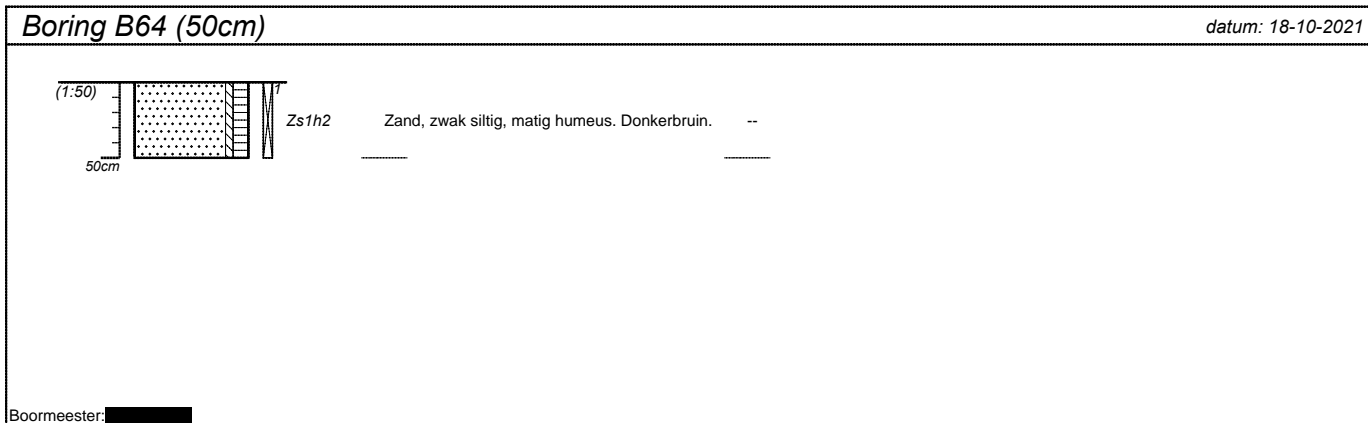 Boring B64 (50cm)
datum: 18-10-2021
(1:50)
1
Zs1h2 Zand, zwak siltig, matig humeus. Donkerbruin. --
50cm
Boormeester: